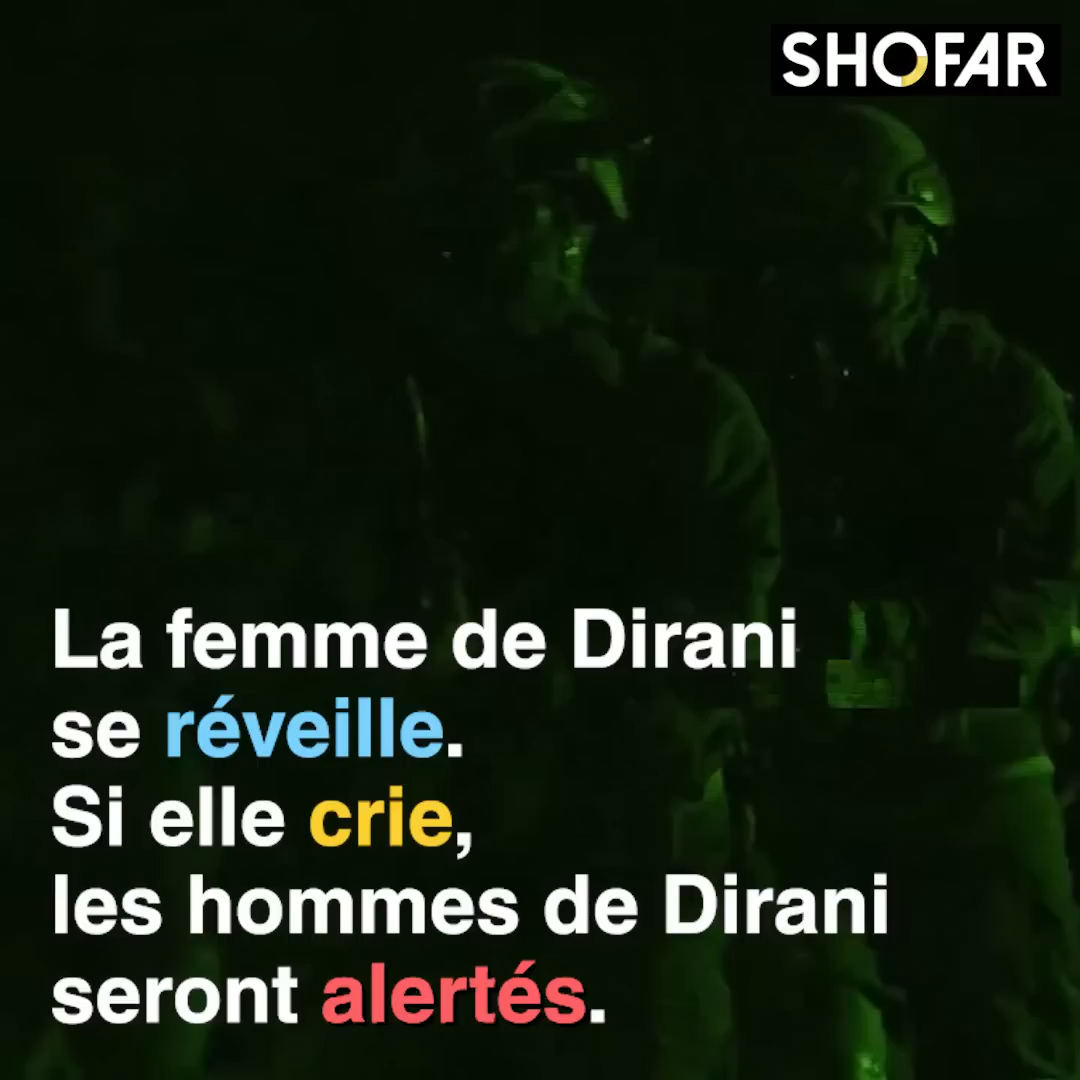 SHOFAR
La femme de Dirani
se réveille.
Si elle crie,
les hommes de Dirani
seront alertés.